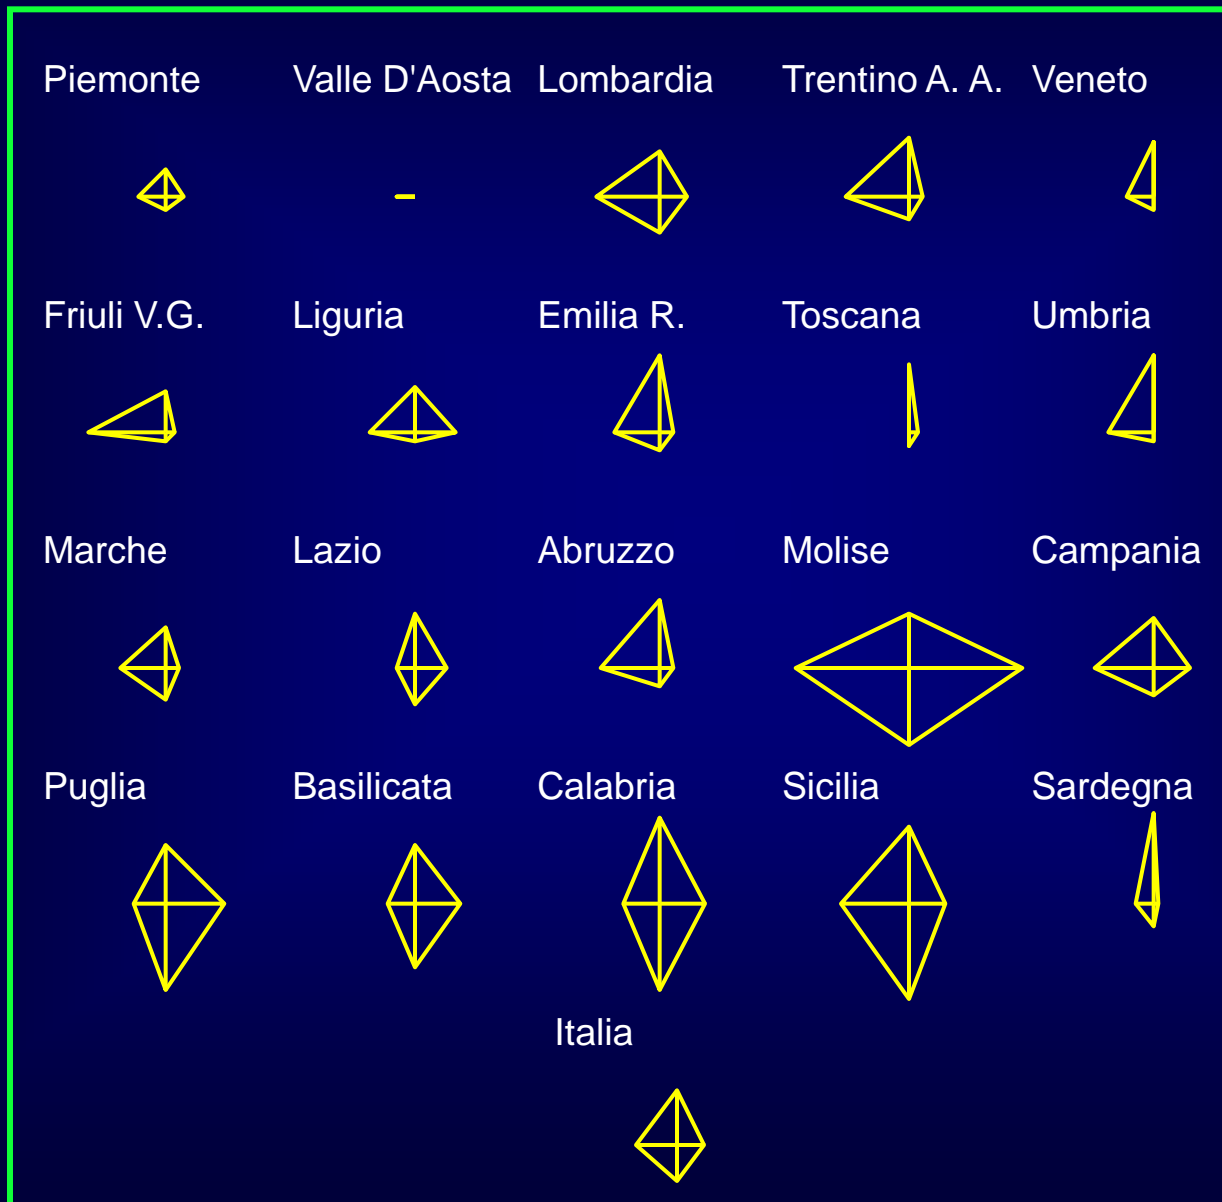 Piemonte Valle D'Aosta Lombardia Trentino A. A. Veneto
Friuli V.G. Liguria Emilia R. Toscana Umbria
Marche Lazio Abruzzo Molise Campania
Puglia Basilicata Calabria Sicilia Sardegna
Italia